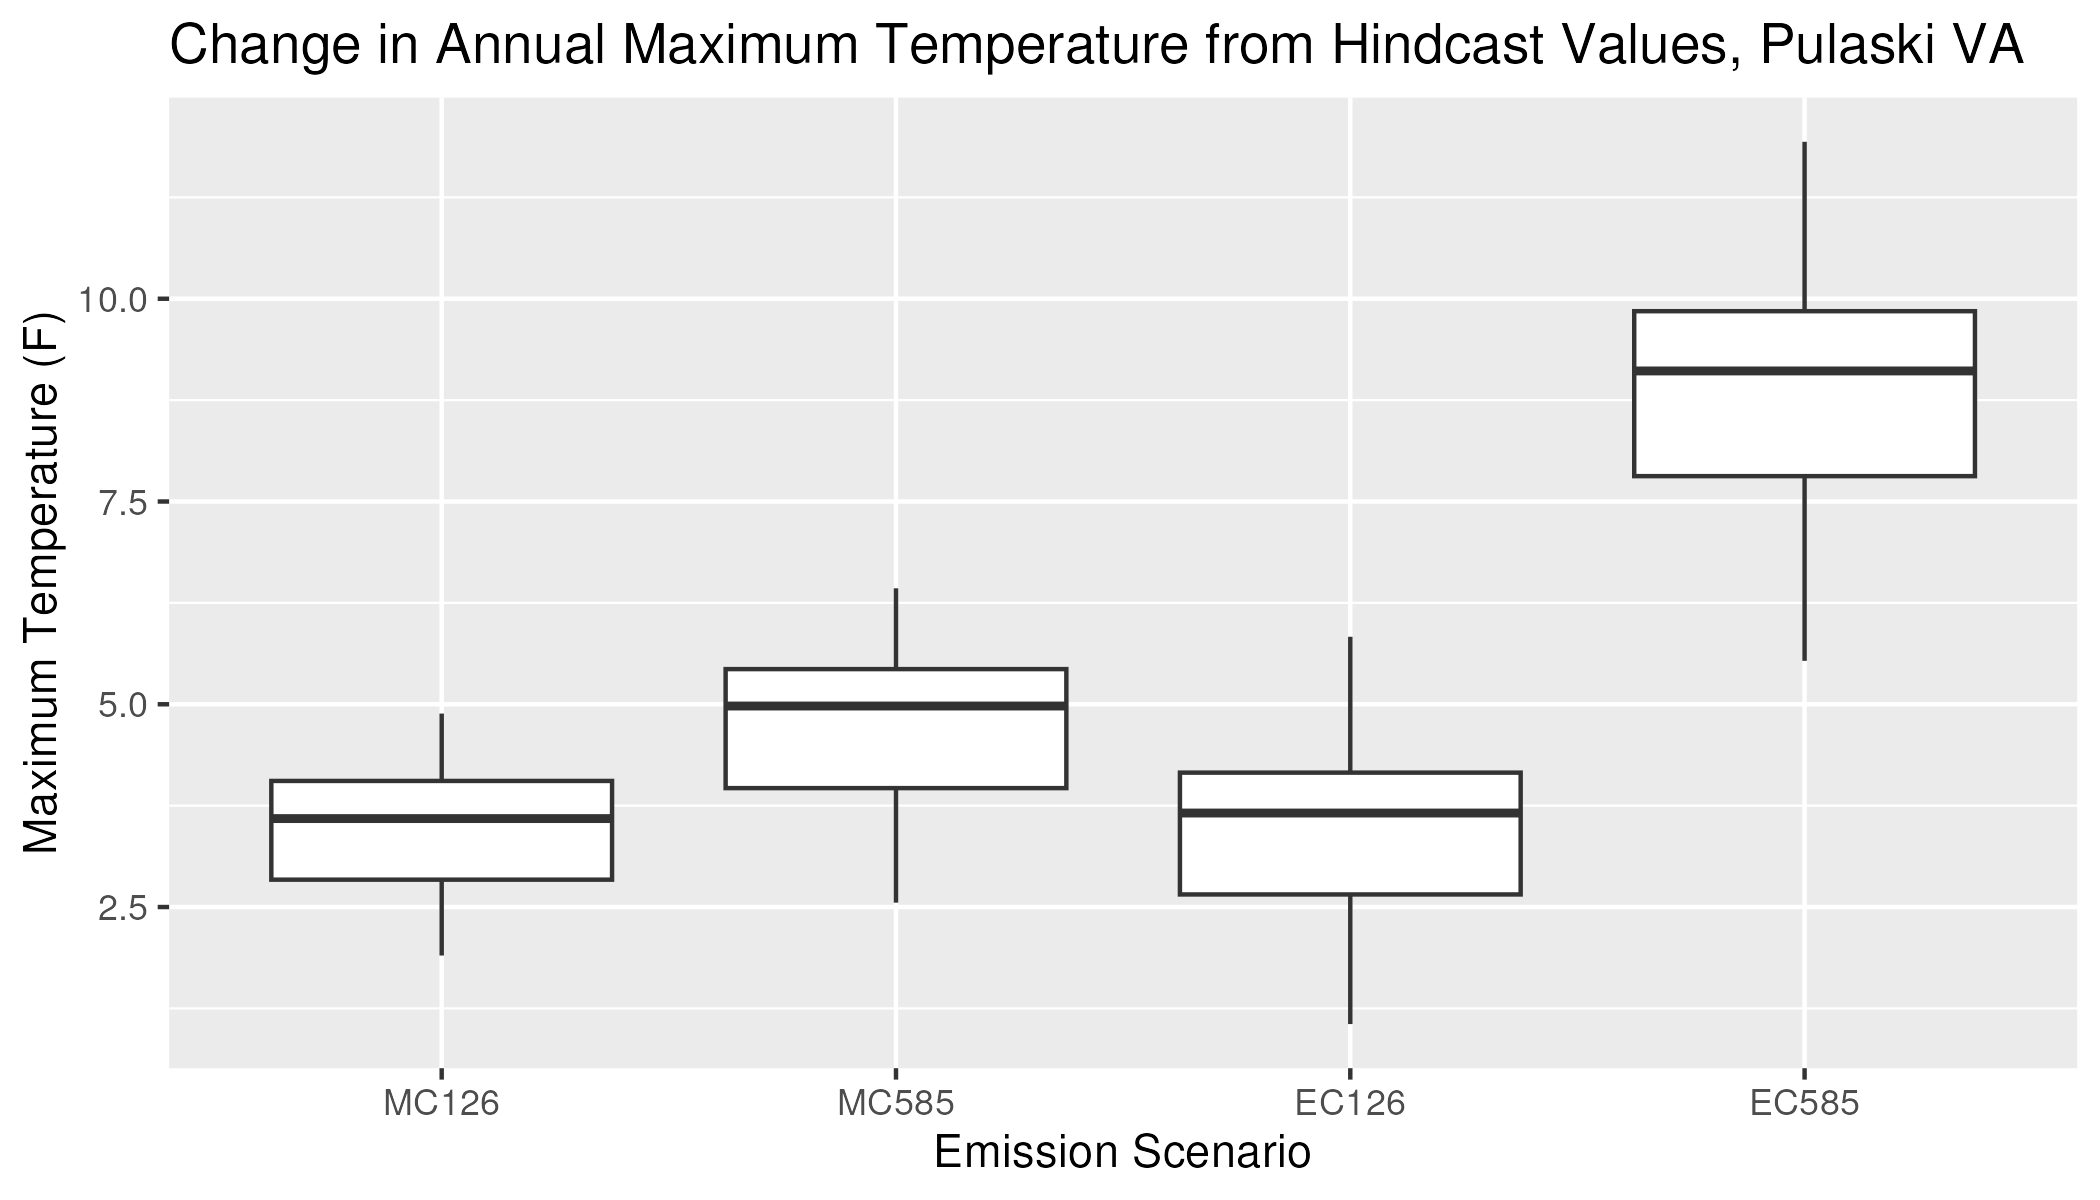 Change in Annual Maximum Temperature from Hindcast Values, Pulaski VA
Maximum Temperature (F)
10.0
7.5
5.0
2.5
MC126
MC585
EC126
EC585
Emission Scenario